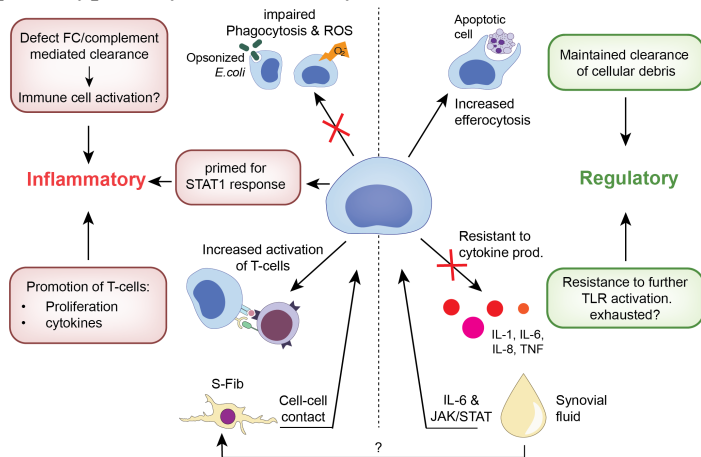 impaired
Phagocytosis & ROS
Opsonized
E.coli
O₂⁻
Apoptotic
cell
Increased
efferocytosis
Defect FC/complement
mediated clearance
Immune cell activation?
Maintained clearance
of cellular debris
Inflammatory
primed for
STAT1 response
Regulatory
Increased activation
of T-cells
Resistant to
cytokine prod.
IL-1, IL-6,
IL-8, TNF
Promotion of T-cells:
• Proliferation
• cytokines
Resistance to further
TLR activation.
exhausted?
S-Fib
Cell-cell
contact
IL-6 &
JAK/STAT
Synovial
fluid
?